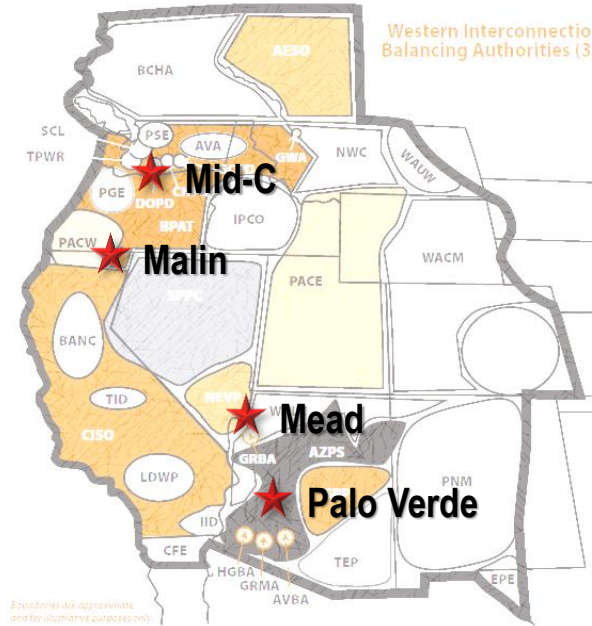 Western Interconnectio
Balancing Authorities (3
AESO
BCHA
SCL
PSE
AVA
TPWR
GWA
NWC
WAUW
Mid-C
PGE
DOPD
BPAT
IPCO
PACW
Malin
PACE
WACM
SPPC
BANC
TID
NEVP
Mead
CISO
GRBA
AZPS
LDWP
Palo Verde
PNM
IID
CFE
TEP
HGBA
GRMA
AVBA
EPE
Boundaries are approximate
and for illustrative purposes only.